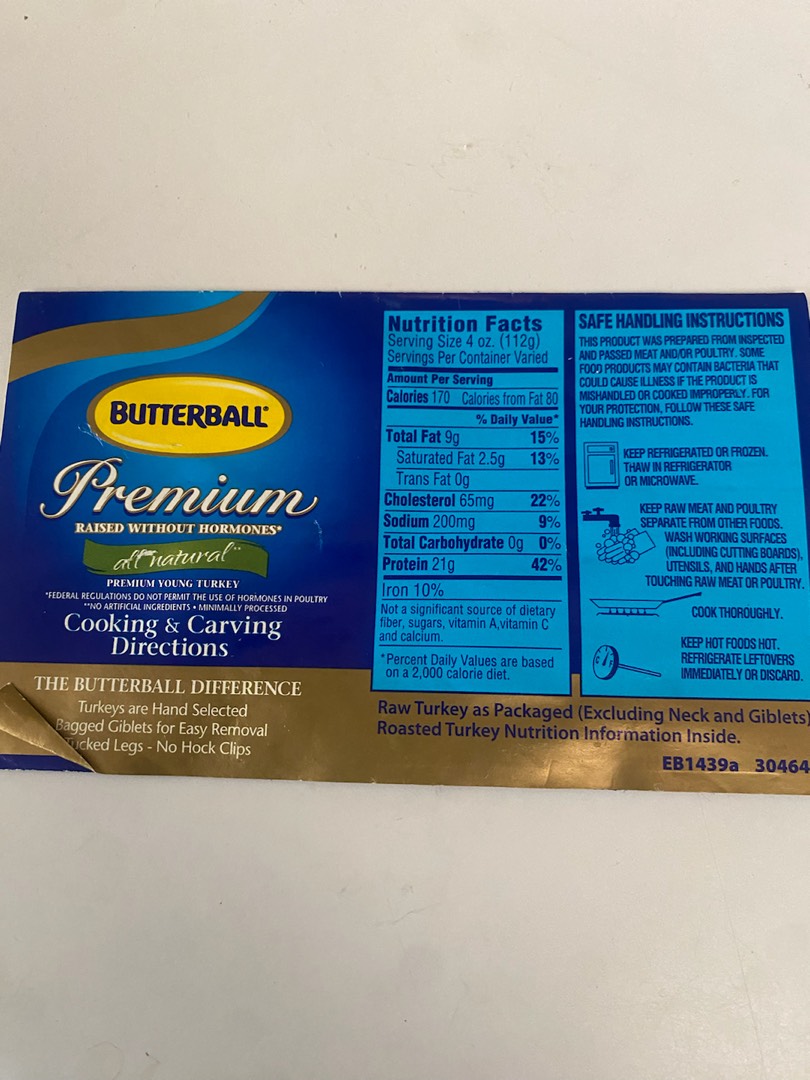 BUTTERBALL®
Premium
RAISED WITHOUT HORMONES*
all natural**
PREMIUM YOUNG TURKEY
*FEDERAL REGULATIONS DO NOT PERMIT THE USE OF HORMONES IN POULTRY
**NO ARTIFICIAL INGREDIENTS • MINIMALLY PROCESSED
Cooking & Carving
Directions
THE BUTTERBALL DIFFERENCE
Turkeys are Hand Selected
Bagged Giblets for Easy Removal
Tucked Legs - No Hock Clips
Nutrition Facts
Serving Size 4 oz. (112g)
Servings Per Container Varied
Amount Per Serving
Calories 170 Calories from Fat 80
% Daily Value*
Total Fat 9g 15%
Saturated Fat 2.5g 13%
Trans Fat 0g
Cholesterol 65mg 22%
Sodium 200mg 9%
Total Carbohydrate 0g 0%
Protein 21g 42%
Iron 10%
Not a significant source of dietary
fiber, sugars, vitamin A,vitamin C
and calcium.
*Percent Daily Values are based
on a 2,000 calorie diet.
SAFE HANDLING INSTRUCTIONS
THIS PRODUCT WAS PREPARED FROM INSPECTED
AND PASSED MEAT AND/OR POULTRY. SOME
FOOD PRODUCTS MAY CONTAIN BACTERIA THAT
COULD CAUSE ILLNESS IF THE PRODUCT IS
MISHANDLED OR COOKED IMPROPERLY. FOR
YOUR PROTECTION, FOLLOW THESE SAFE
HANDLING INSTRUCTIONS.
KEEP REFRIGERATED OR FROZEN.
THAW IN REFRIGERATOR
OR MICROWAVE.
KEEP RAW MEAT AND POULTRY
SEPARATE FROM OTHER FOODS.
WASH WORKING SURFACES
(INCLUDING CUTTING BOARDS),
UTENSILS, AND HANDS AFTER
TOUCHING RAW MEAT OR POULTRY.
COOK THOROUGHLY.
KEEP HOT FOODS HOT.
REFRIGERATE LEFTOVERS
IMMEDIATELY OR DISCARD.
Raw Turkey as Packaged (Excluding Neck and Giblets)
Roasted Turkey Nutrition Information Inside.
EB1439a 30464